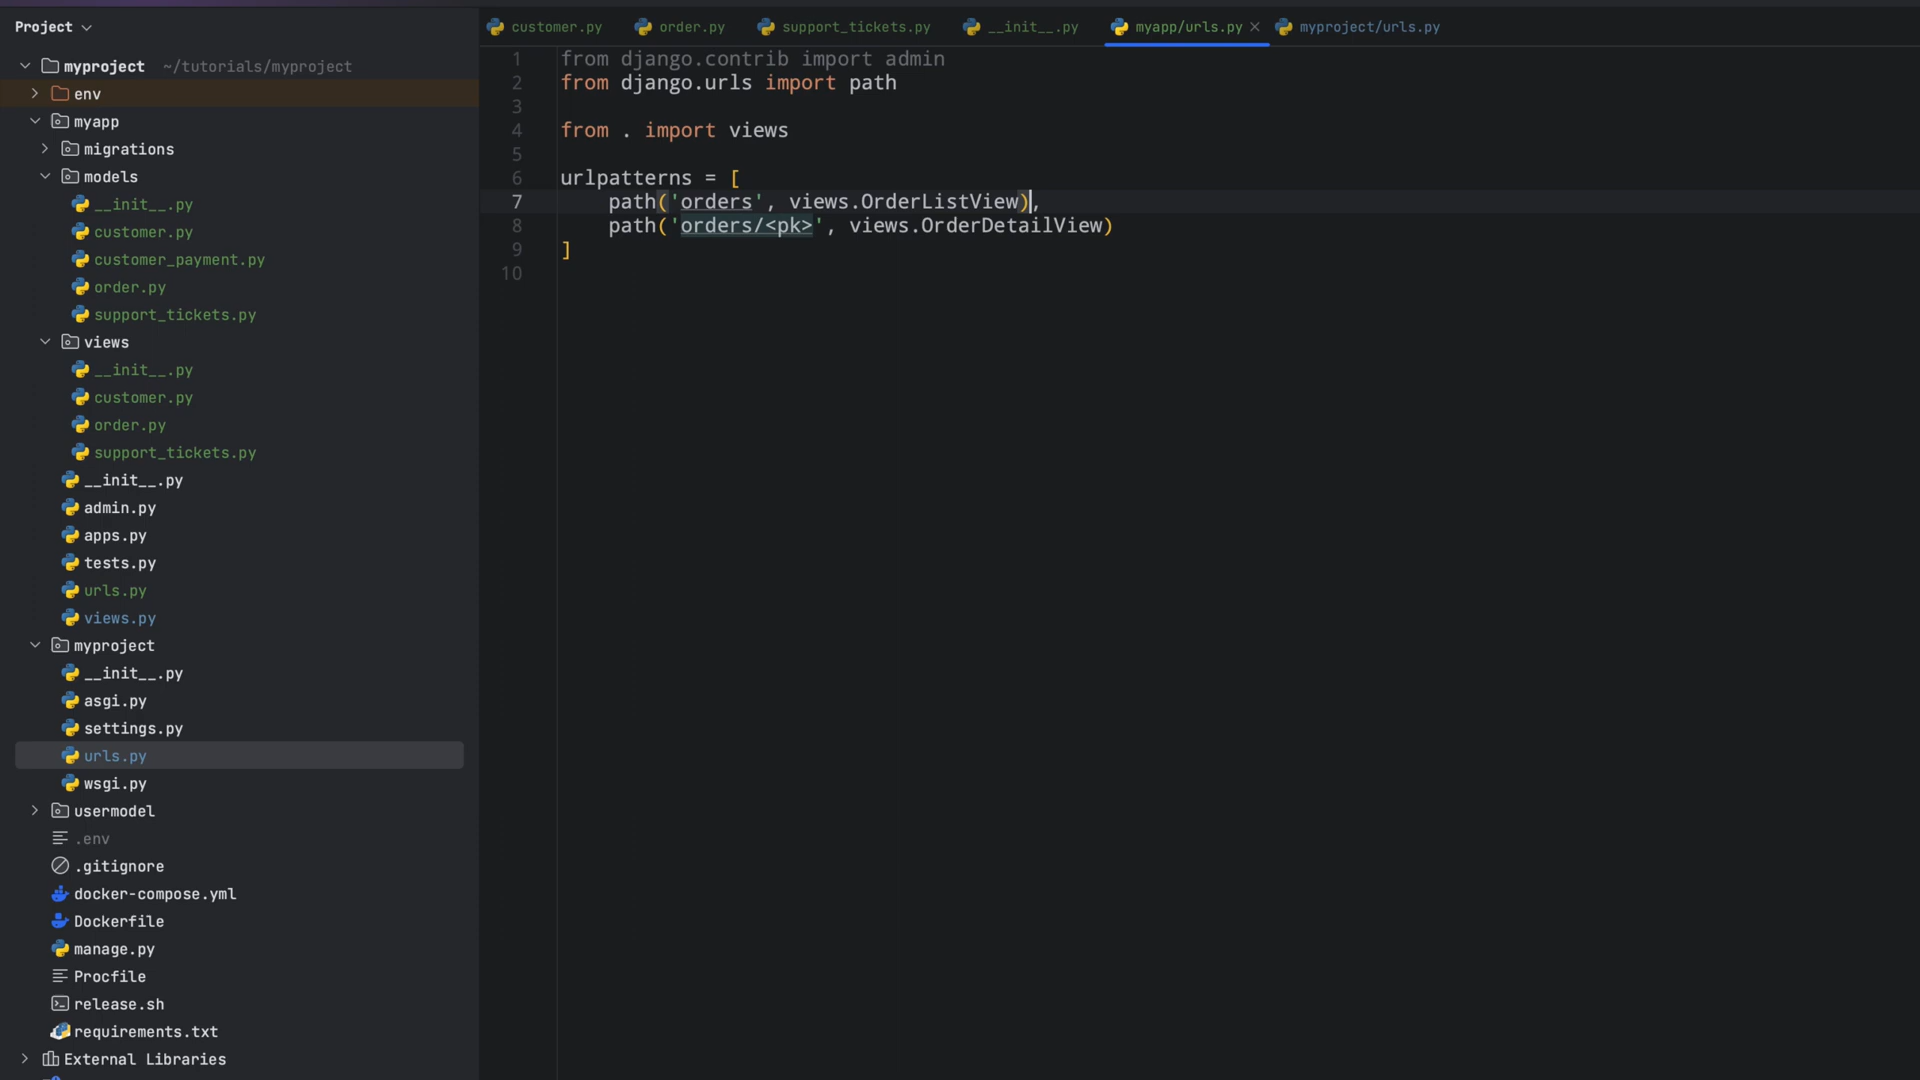 Project
customer.py order.py support_tickets.py __init__.py myapp/urls.py myproject/urls.py
myproject ~/tutorials/myproject
env
myapp
migrations
models
__init__.py
customer.py
customer_payment.py
order.py
support_tickets.py
views
__init__.py
customer.py
order.py
support_tickets.py
__init__.py
admin.py
apps.py
tests.py
urls.py
views.py
myproject
__init__.py
asgi.py
settings.py
urls.py
wsgi.py
usermodel
.env
.gitignore
docker-compose.yml
Dockerfile
manage.py
Procfile
release.sh
requirements.txt
External Libraries
1 from django.contrib import admin
2 from django.urls import path
3
4 from . import views
5
6 urlpatterns = [
7     path('orders', views.OrderListView),
8     path('orders/<pk>', views.OrderDetailView)
9 ]
10